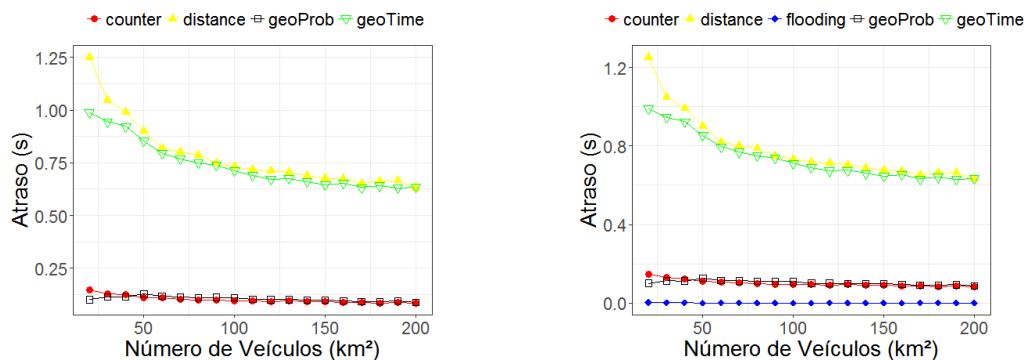 counter distance geoProb geoTime
1.25
1.00
0.75
0.50
0.25
Atraso (s)
50 100 150 200
Número de Veículos (km²)
counter distance flooding geoProb geoTime
1.2
0.8
0.4
0.0
Atraso (s)
50 100 150 200
Número de Veículos (km²)